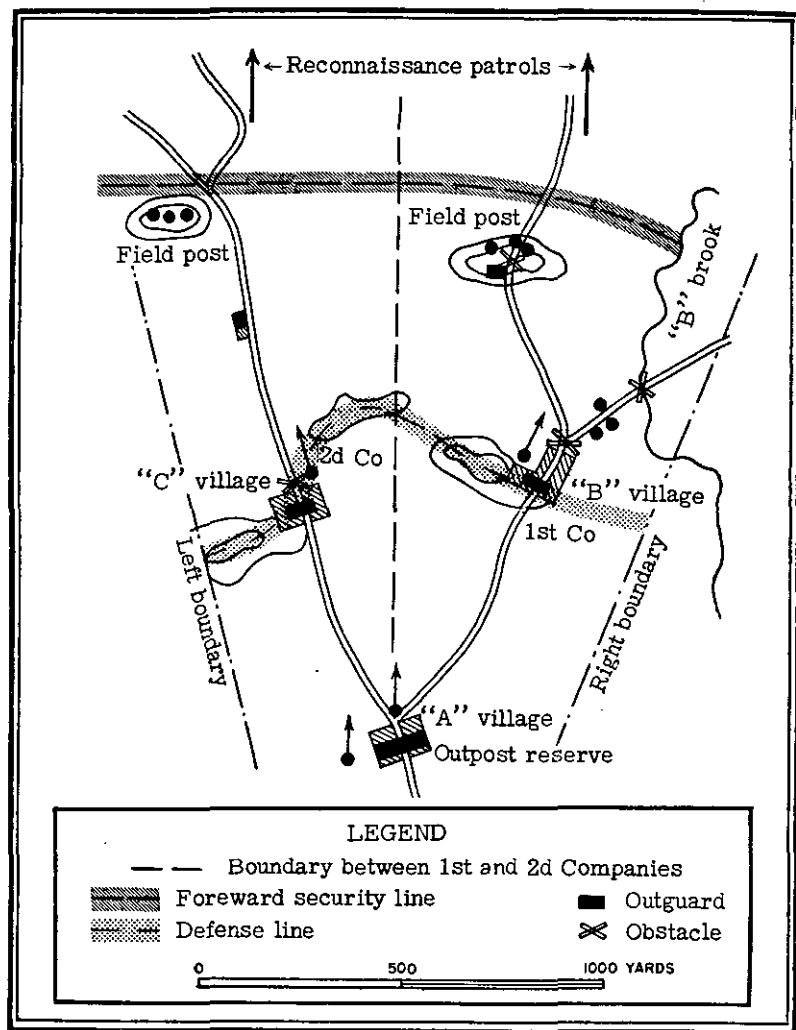 ← Reconnaissance patrols →
Field post
Field post
"B" brook
2d Co
"C" village
"B" village
1st Co
Left boundary
Right boundary
"A" village
Outpost reserve
LEGEND
Boundary between 1st and 2d Companies
Foreward security line
Outguard
Defense line
Obstacle
0 500 1000 YARDS